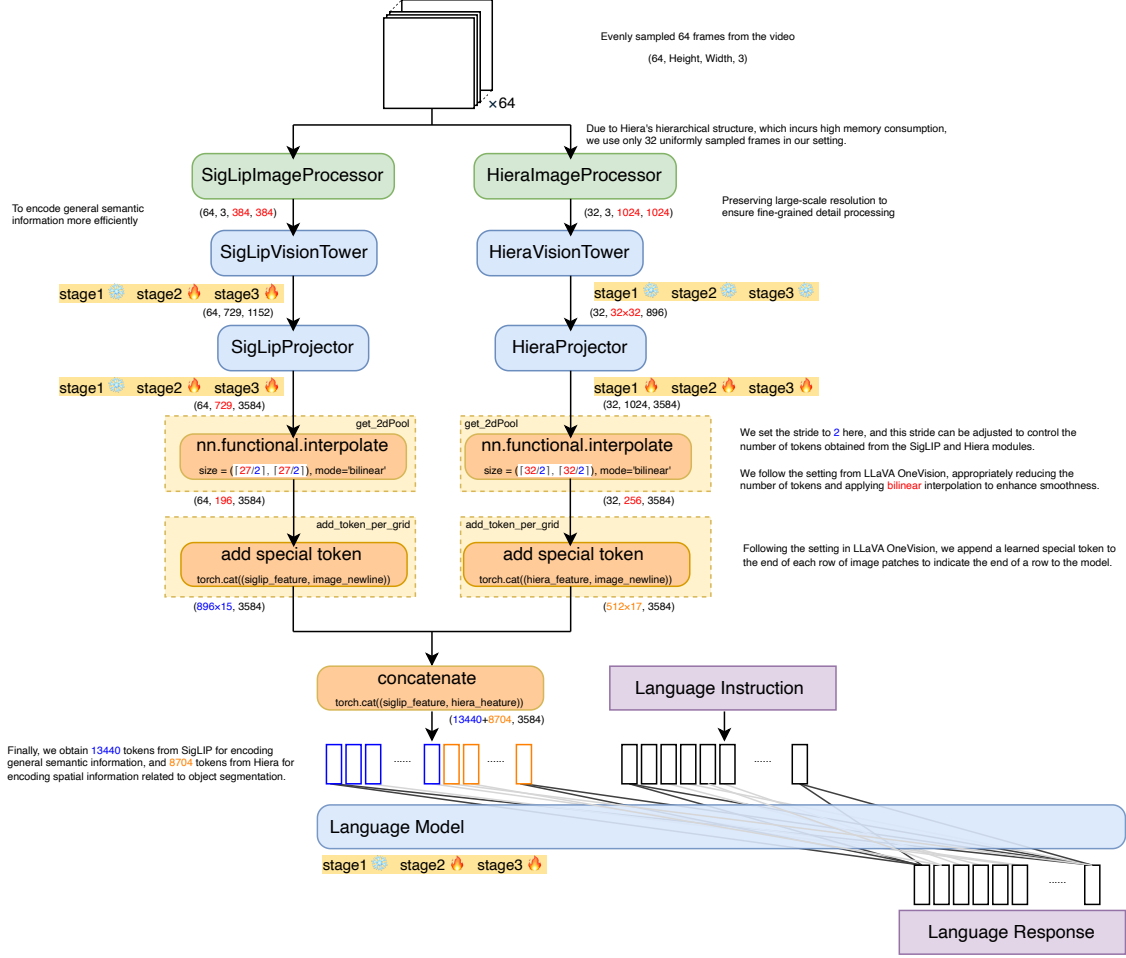 Evenly sampled 64 frames from the video
(64, Height, Width, 3)
×64
Due to Hiera's hierarchical structure, which incurs high memory consumption,
we use only 32 uniformly sampled frames in our setting.
SigLipImageProcessor
HieraImageProcessor
To encode general semantic
information more efficiently
(64, 3, 384, 384)
(32, 3, 1024, 1024)
Preserving large-scale resolution to
ensure fine-grained detail processing
SigLipVisionTower
HieraVisionTower
stage1 stage2 stage3
stage1 stage2 stage3
(64, 729, 1152)
(32, 32×32, 896)
SigLipProjector
HieraProjector
stage1 stage2 stage3
stage1 stage2 stage3
(64, 729, 3584)
(32, 1024, 3584)
get_2dPool
get_2dPool
nn.functional.interpolate
size = (⌈27/2⌉, ⌈27/2⌉), mode='bilinear'
nn.functional.interpolate
size = (⌈32/2⌉, ⌈32/2⌉), mode='bilinear'
We set the stride to 2 here, and this stride can be adjusted to control the
number of tokens obtained from the SigLIP and Hiera modules.
We follow the setting from LLaVA OneVision, appropriately reducing the
number of tokens and applying bilinear interpolation to enhance smoothness.
(64, 196, 3584)
(32, 256, 3584)
add_token_per_grid
add_token_per_grid
add special token
torch.cat((siglip_feature, image_newline))
add special token
torch.cat((hiera_feature, image_newline))
Following the setting in LLaVA OneVision, we append a learned special token to
the end of each row of image patches to indicate the end of a row to the model.
(896×15, 3584)
(512×17, 3584)
concatenate
torch.cat((siglip_feature, hiera_heature))
Language Instruction
(13440+8704, 3584)
Finally, we obtain 13440 tokens from SigLIP for encoding
general semantic information, and 8704 tokens from Hiera for
encoding spatial information related to object segmentation.
......
......
......
Language Model
stage1 stage2 stage3
......
Language Response